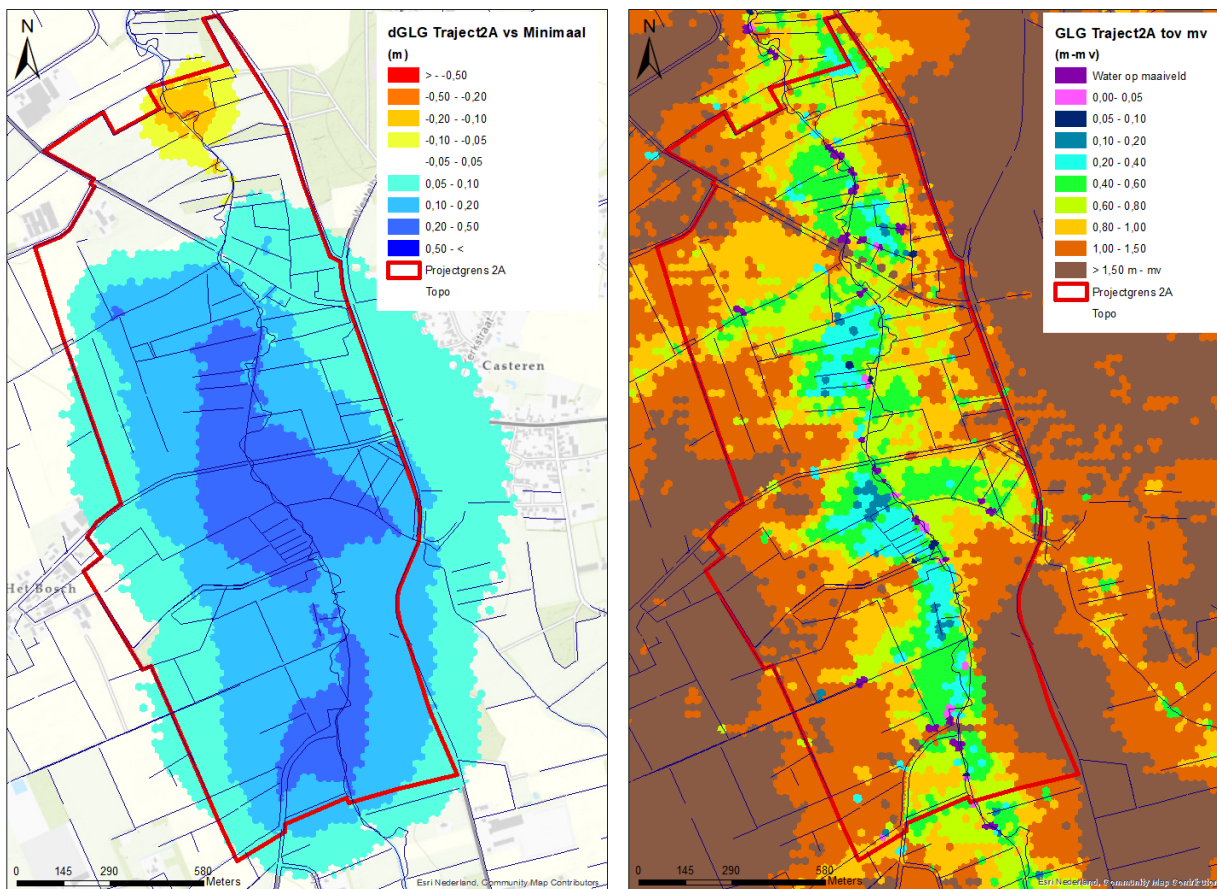 N
dGLG Traject2A vs Minimaal
(m)
> - -0,50
-0,50 - -0,20
-0,20 - -0,10
-0,10 - -0,05
-0,05 - 0,05
0,05 - 0,10
0,10 - 0,20
0,20 - 0,50
0,50 - <
Projectgrens 2A
Topo
Casteren
Het Bosch
0 145 290 580
Meters
Esri Nederland, Community Map Contributors
N
GLG Traject2A tov mv
(m-mv)
Water op maaiveld
0,00- 0,05
0,05 - 0,10
0,10 - 0,20
0,20 - 0,40
0,40 - 0,60
0,60 - 0,80
0,80 - 1,00
1,00 - 1,50
> 1,50 m - mv
Projectgrens 2A
Topo
0 145 290 580
Meters
Esri Nederland, Community Map Contributors